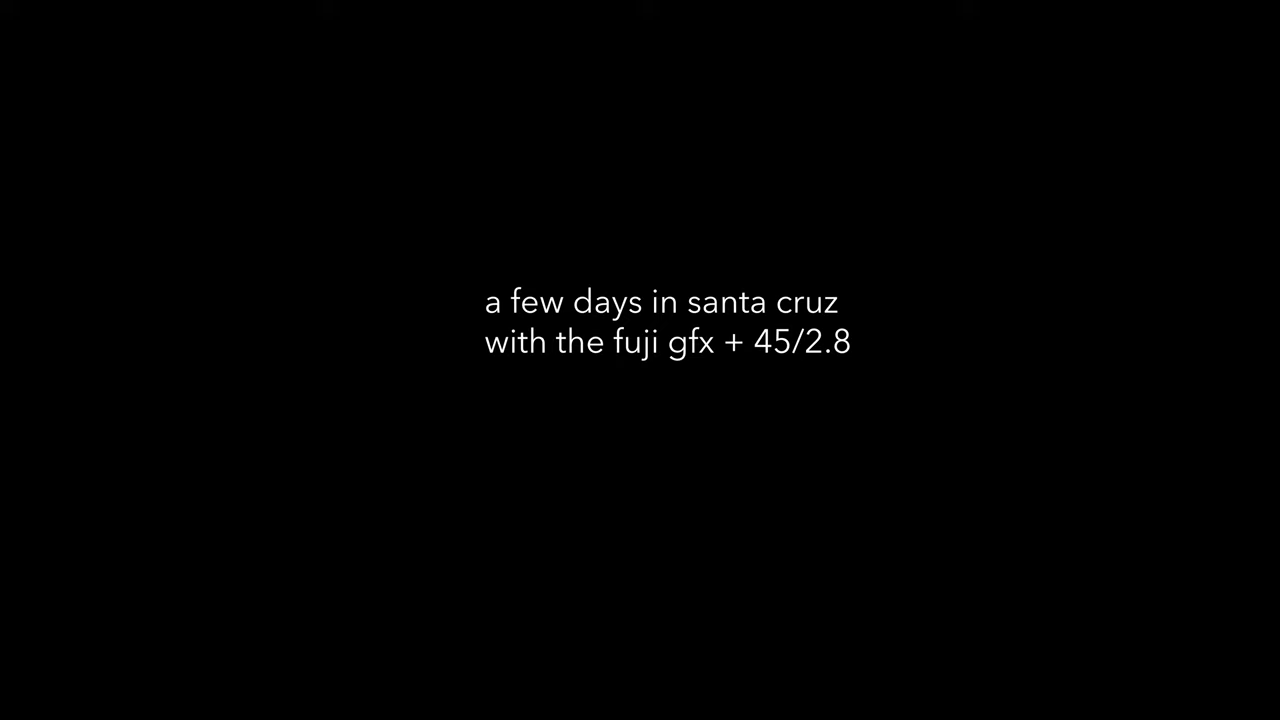 a few days in santa cruz
with the fuji gfx + 45/2.8